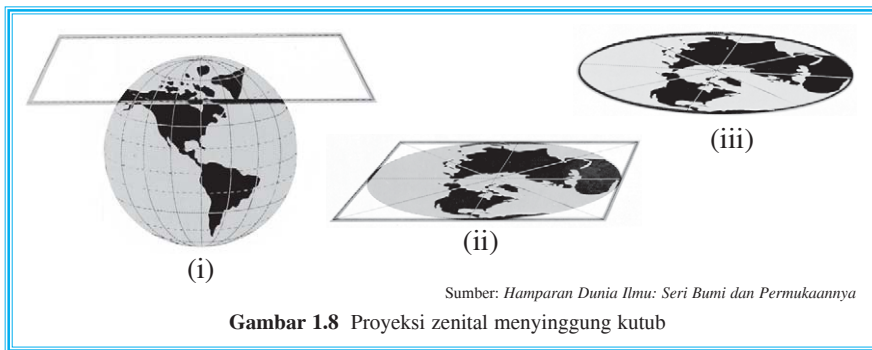 (i)
(ii)
(iii)
Sumber: Hamparan Dunia Ilmu: Seri Bumi dan Permukaannya
Gambar 1.8 Proyeksi zenital menyinggung kutub